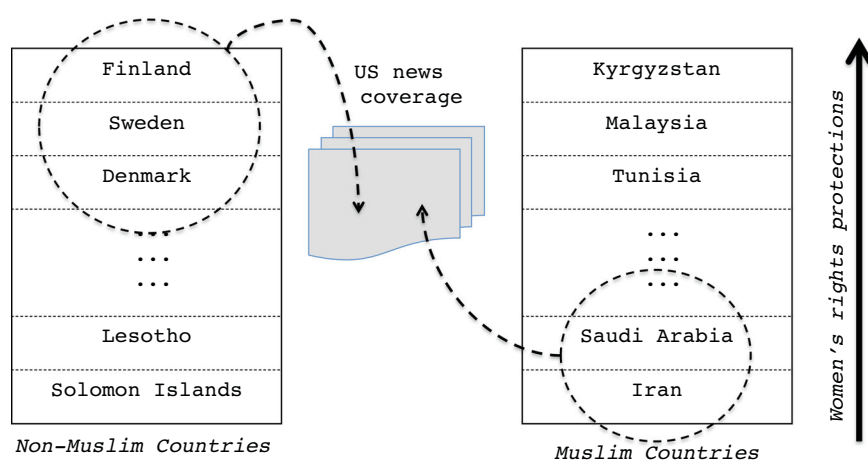 Finland
Sweden
Denmark
...
...
...
Lesotho
Solomon Islands
Non-Muslim Countries
US news
coverage
Kyrgyzstan
Malaysia
Tunisia
...
...
...
Saudi Arabia
Iran
Muslim Countries
Women's rights protections